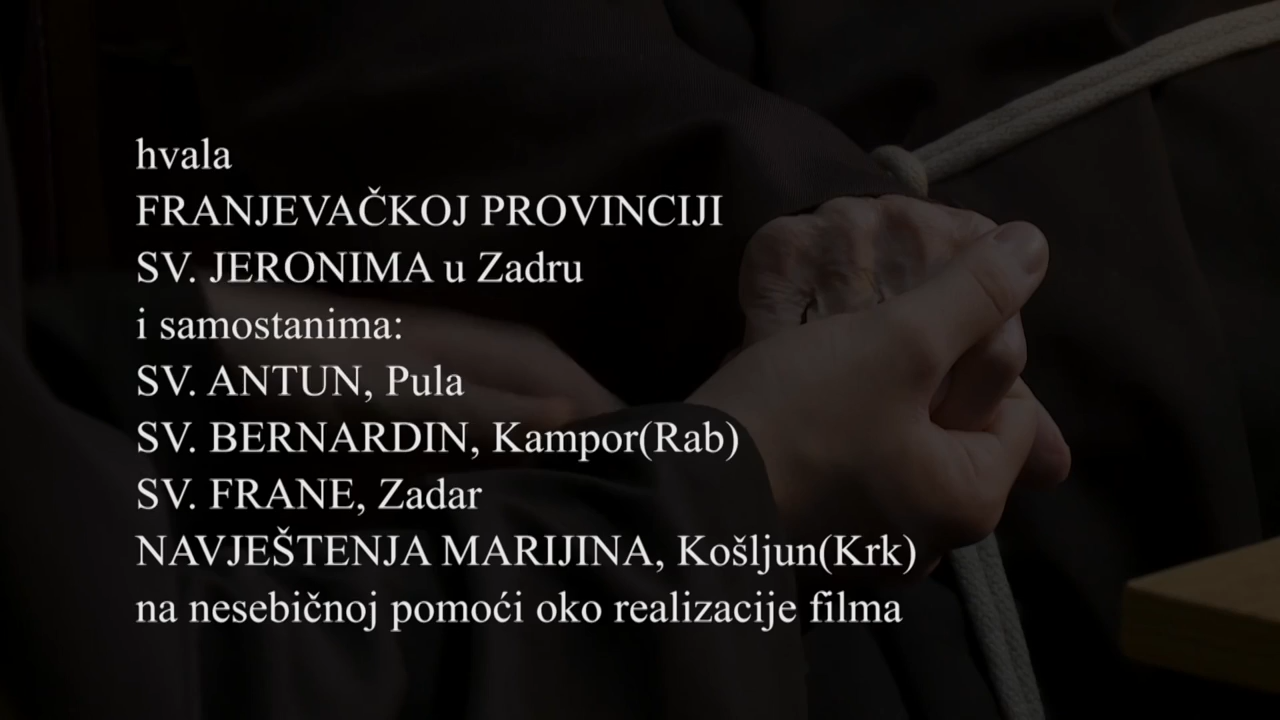 hvala
FRANJEVAČKOJ PROVINCIJI
SV. JERONIMA u Zadru
i samostanima:
SV. ANTUN, Pula
SV. BERNARDIN, Kampor(Rab)
SV. FRANE, Zadar
NAVJEŠTENJA MARIJINA, Košljun(Krk)
na nesebičnoj pomoći oko realizacije filma